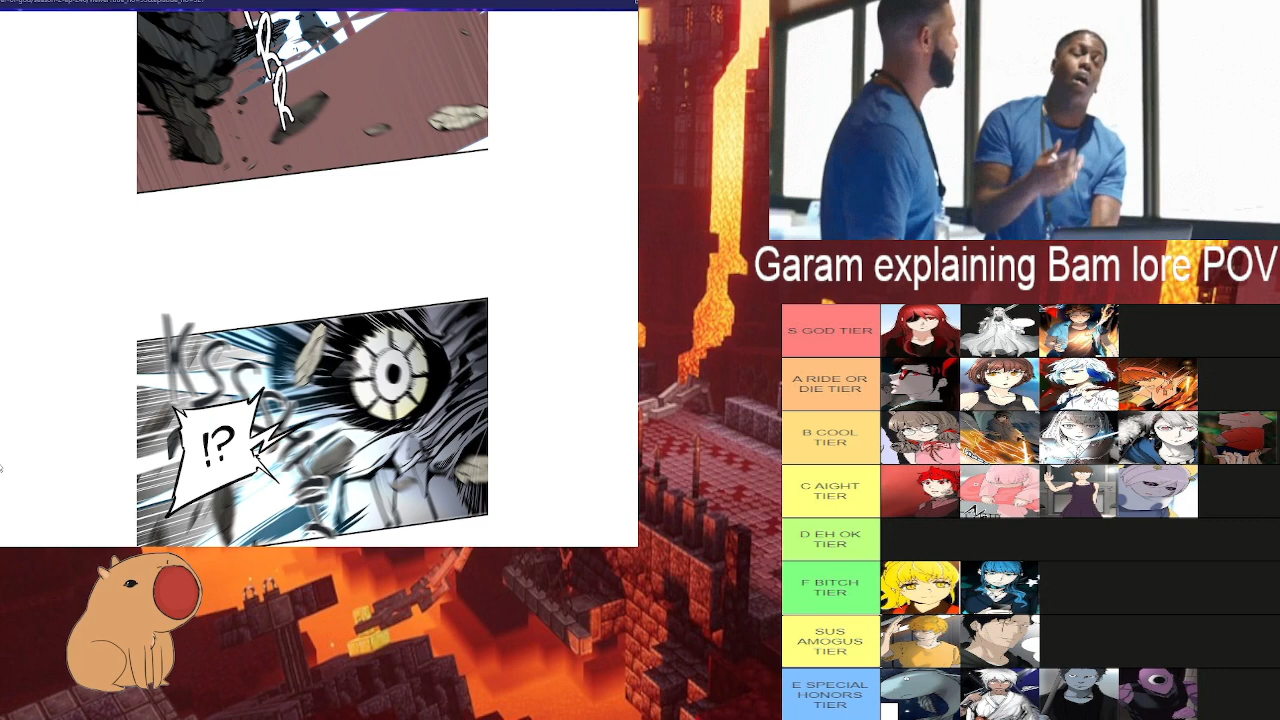 !?
Garam explaining Bam lore POV
S GOD TIER
A RIDE OR
DIE TIER
B COOL
TIER
C AIGHT
TIER
D EH OK
TIER
F BITCH
TIER
SUS
AMOGUS
TIER
E SPECIAL
HONORS
TIER